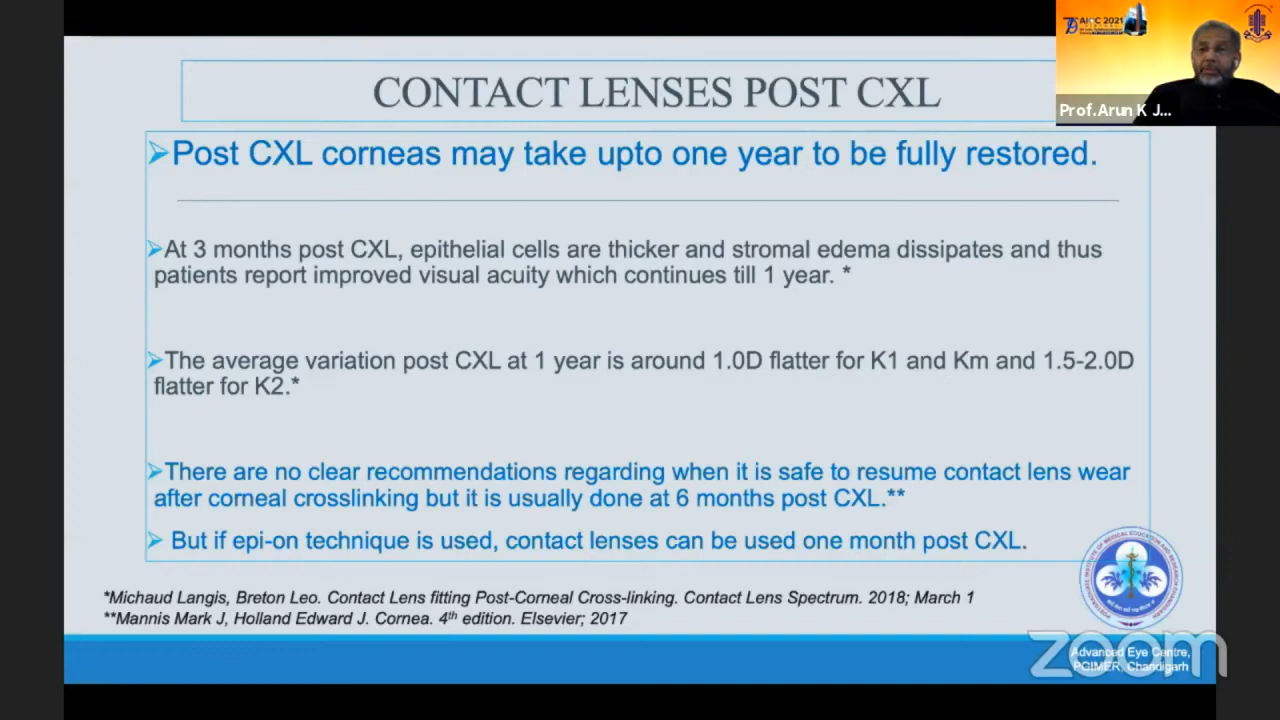 AIOC 2021
Prof.Arun K J...
CONTACT LENSES POST CXL
➢Post CXL corneas may take upto one year to be fully restored.
➢At 3 months post CXL, epithelial cells are thicker and stromal edema dissipates and thus
patients report improved visual acuity which continues till 1 year. *
➢The average variation post CXL at 1 year is around 1.0D flatter for K1 and Km and 1.5-2.0D
flatter for K2.*
➢There are no clear recommendations regarding when it is safe to resume contact lens wear
after corneal crosslinking but it is usually done at 6 months post CXL.**
➢ But if epi-on technique is used, contact lenses can be used one month post CXL.
*Michaud Langis, Breton Leo. Contact Lens fitting Post-Corneal Cross-linking. Contact Lens Spectrum. 2018; March 1
**Mannis Mark J, Holland Edward J. Cornea. 4th edition. Elsevier; 2017
Advanced Eye Centre,
PGIMER, Chandigarh
zoom